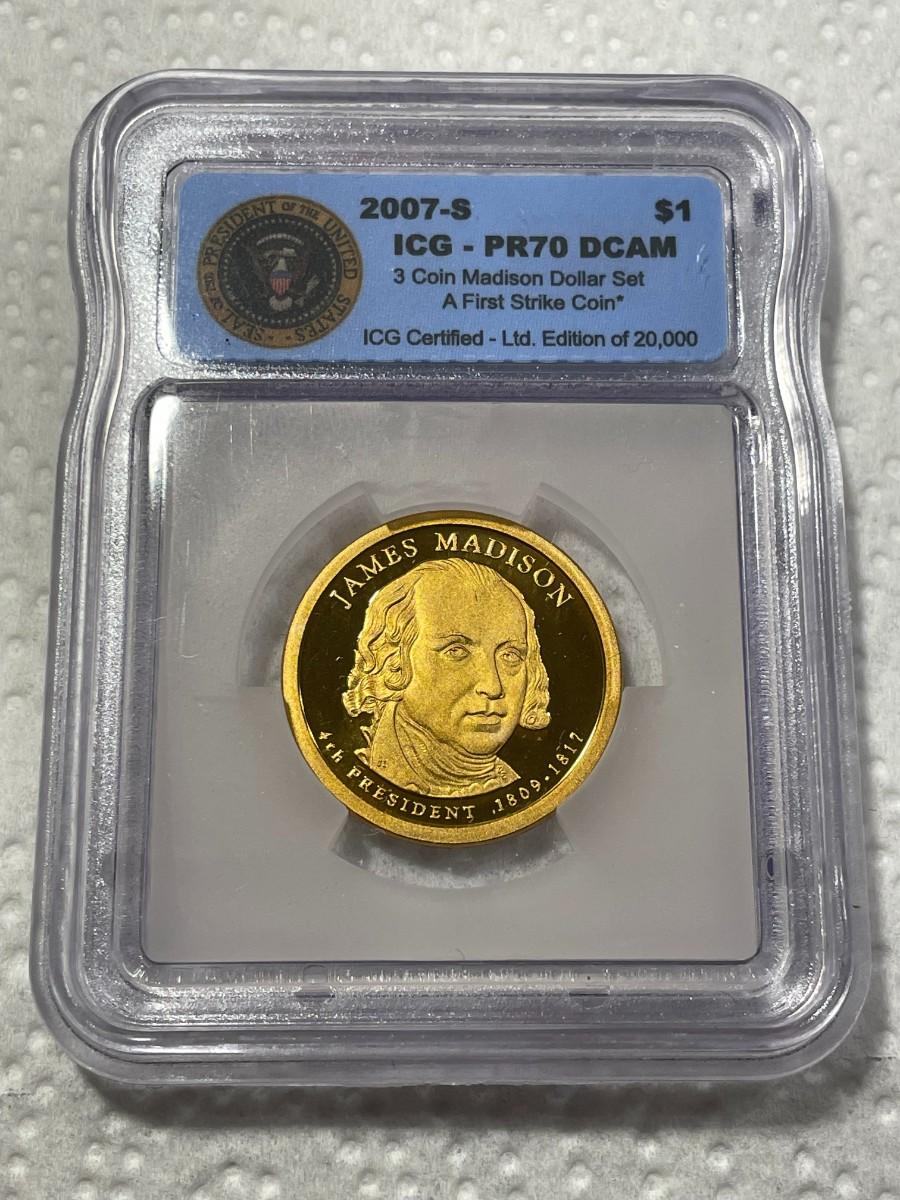 SEAL OF THE PRESIDENT OF THE UNITED STATES
2007-S $1
ICG - PR70 DCAM
3 Coin Madison Dollar Set
A First Strike Coin*
ICG Certified - Ltd. Edition of 20,000
JAMES MADISON
4th PRESIDENT 1809-1817